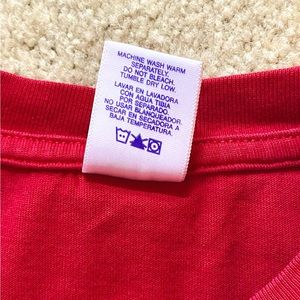 MACHINE WASH WARM
SEPARATELY.
DO NOT BLEACH.
TUMBLE DRY LOW.
LAVAR EN LAVADORA
CON AGUA TIBIA
POR SEPARADO.
NO USAR BLANQUEADOR.
SECAR EN SECADORA A
BAJA TEMPERATURA.